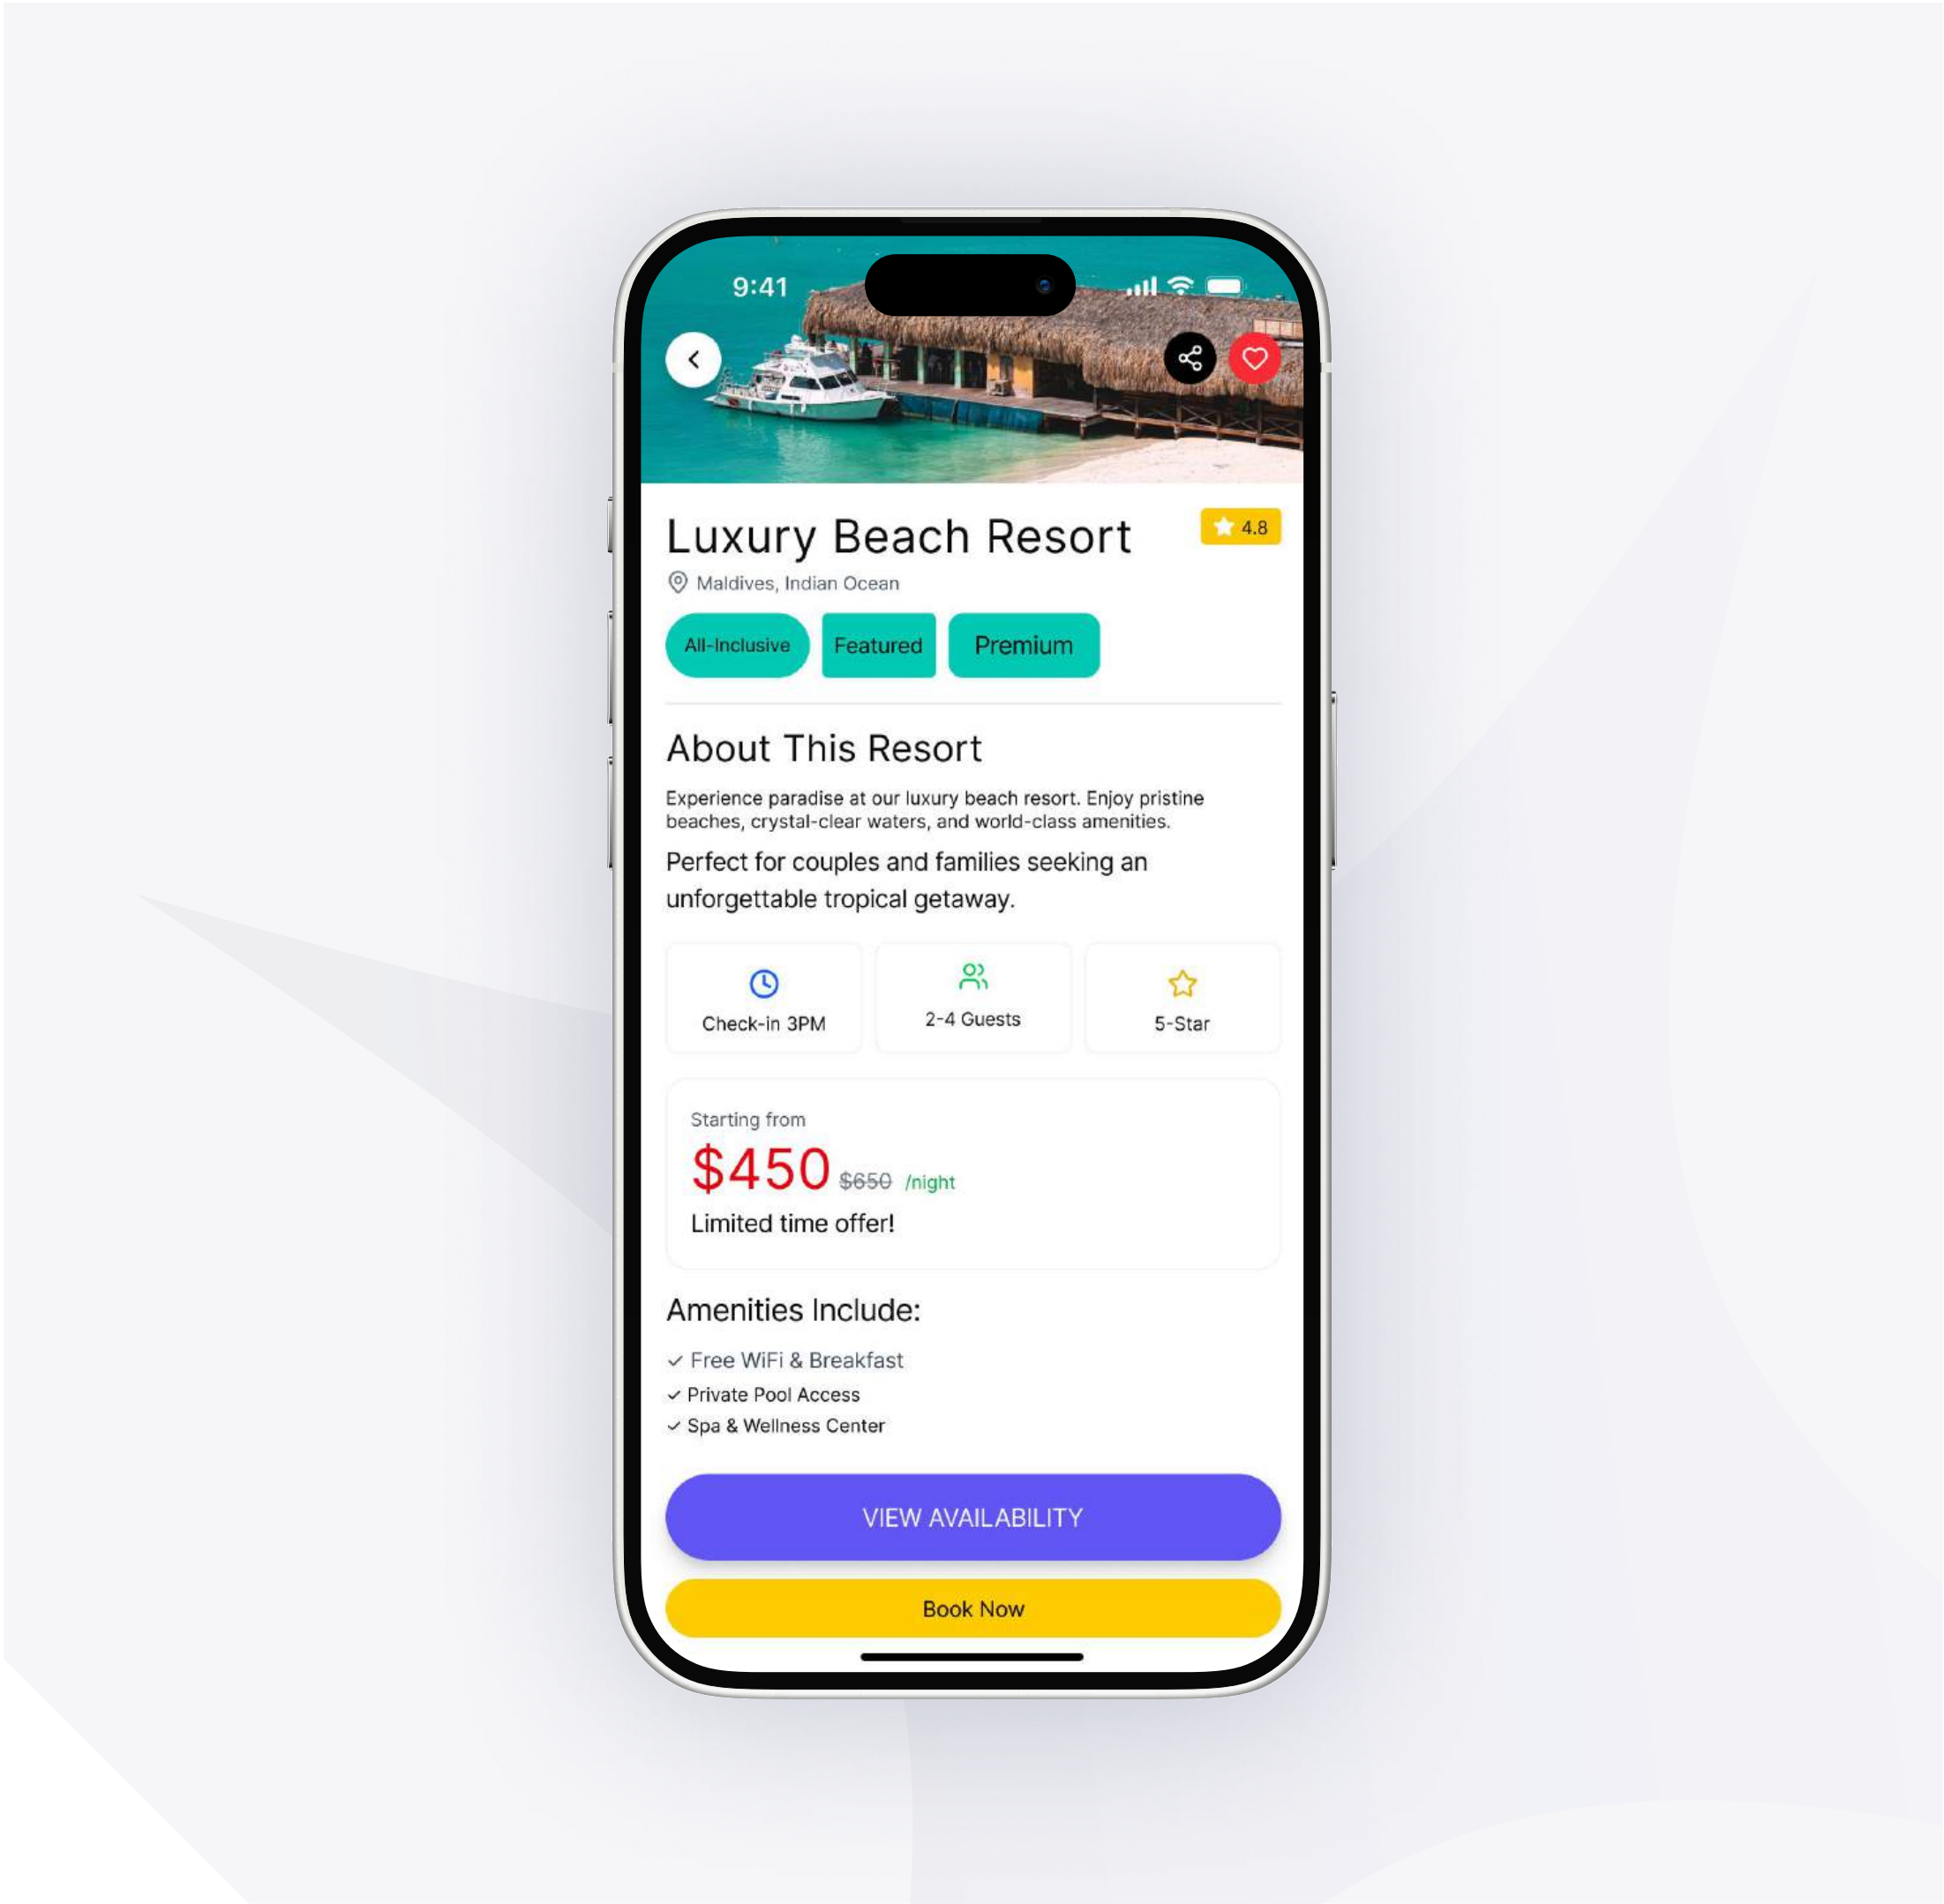 9:41
Luxury Beach Resort
4.8
Maldives, Indian Ocean
All-Inclusive
Featured
Premium
About This Resort
Experience paradise at our luxury beach resort. Enjoy pristine
beaches, crystal-clear waters, and world-class amenities.
Perfect for couples and families seeking an
unforgettable tropical getaway.
Check-in 3PM
2-4 Guests
5-Star
Starting from
$450 $650 /night
Limited time offer!
Amenities Include:
✓ Free WiFi & Breakfast
✓ Private Pool Access
✓ Spa & Wellness Center
VIEW AVAILABILITY
Book Now